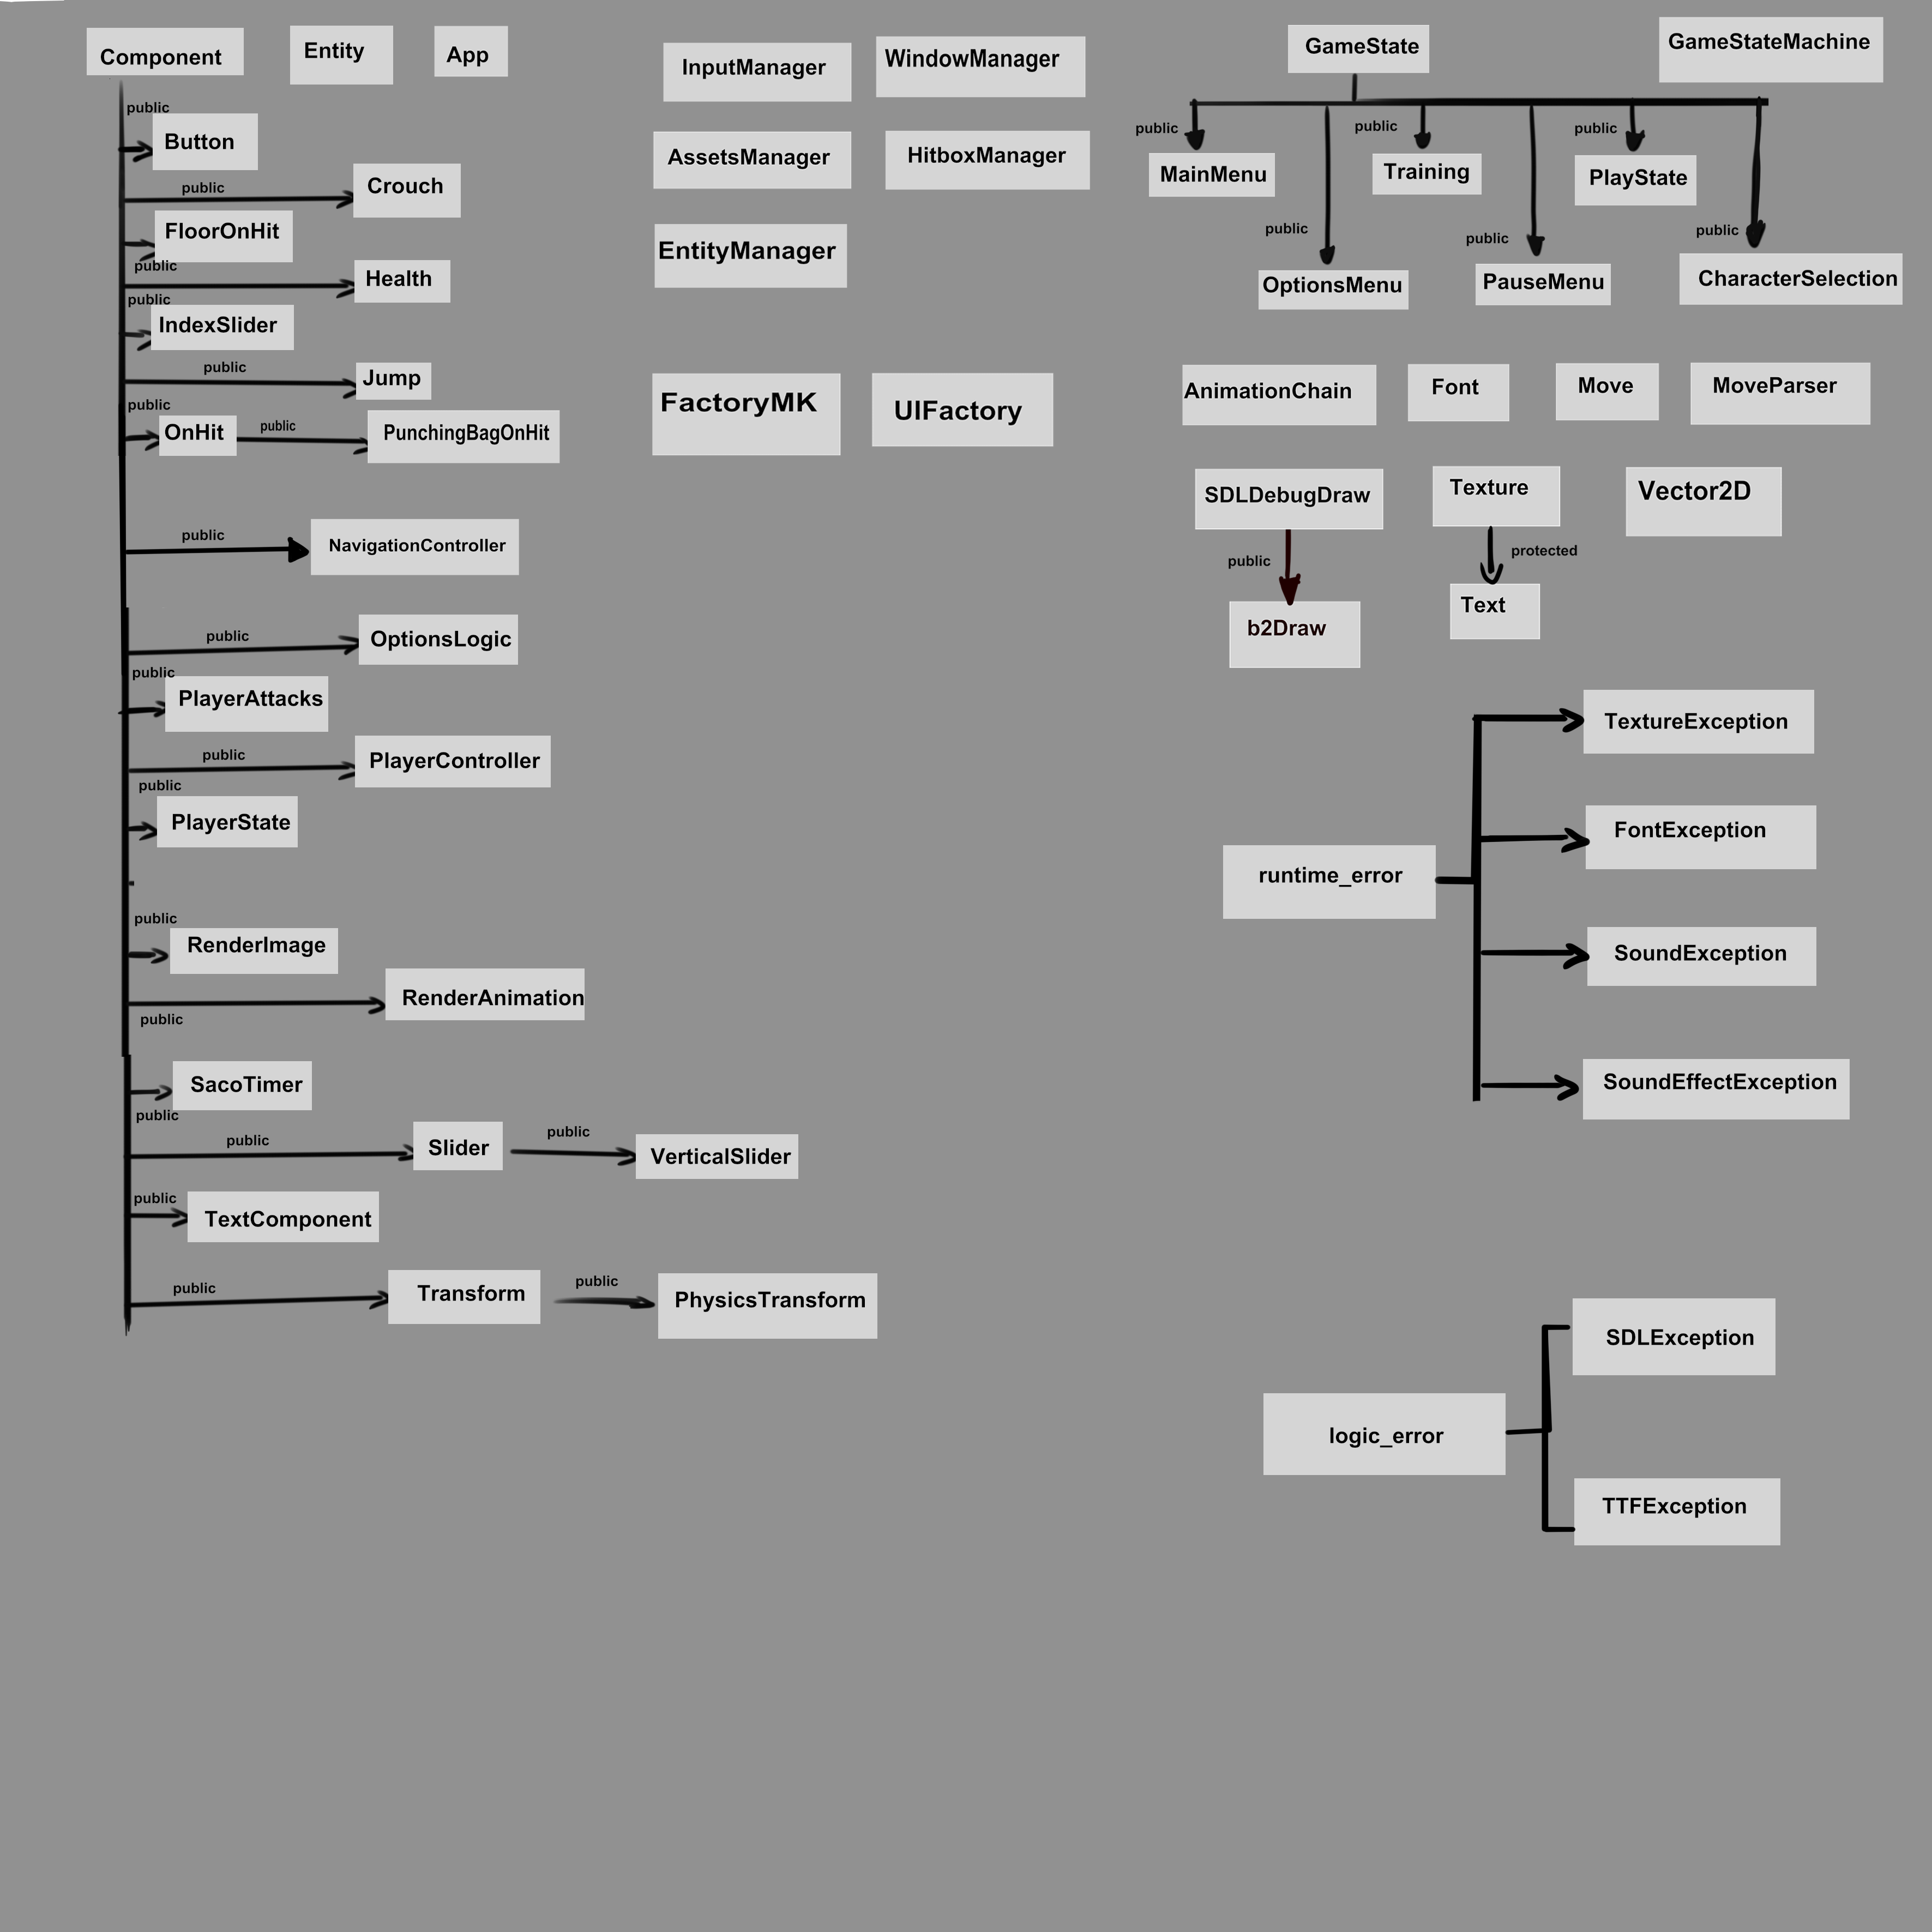 Component
Entity
App
public
Button
public
Crouch
FloorOnHit
public
Health
public
IndexSlider
public
Jump
public
OnHit
public
PunchingBagOnHit
public
NavigationController
public
OptionsLogic
public
PlayerAttacks
public
PlayerController
public
PlayerState
public
RenderImage
RenderAnimation
public
SacoTimer
public
public
Slider
public
VerticalSlider
public
TextComponent
public
Transform
public
PhysicsTransform
InputManager
WindowManager
AssetsManager
HitboxManager
EntityManager
FactoryMK
UIFactory
GameState
GameStateMachine
public
MainMenu
public
Training
public
PlayState
public
OptionsMenu
public
PauseMenu
public
CharacterSelection
AnimationChain
Font
Move
MoveParser
SDLDebugDraw
Texture
Vector2D
public
protected
b2Draw
Text
runtime_error
TextureException
FontException
SoundException
SoundEffectException
logic_error
SDLException
TTFException